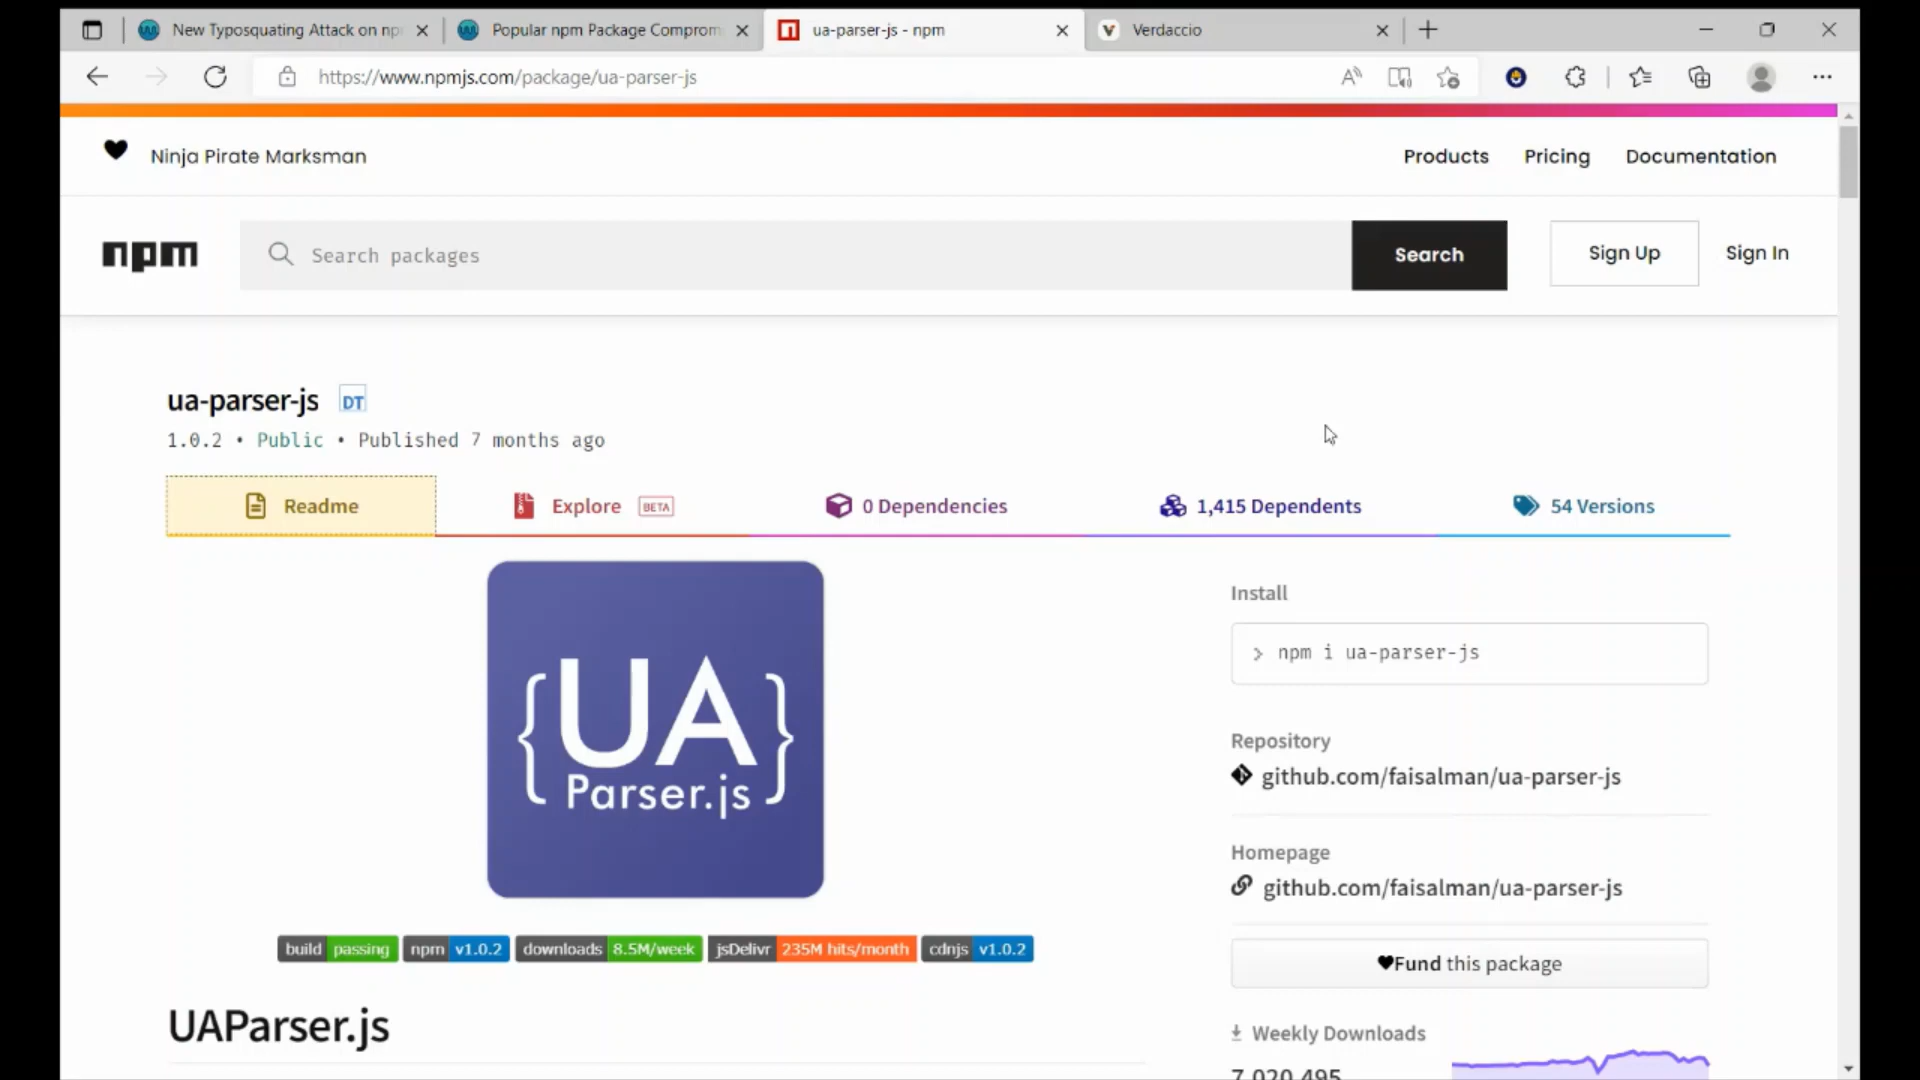 New Typosquating Attack on np
Popular npm Package Comprom
ua-parser-js - npm
Verdaccio
https://www.npmjs.com/package/ua-parser-js
Ninja Pirate Marksman
Products
Pricing
Documentation
npm
Search packages
Search
Sign Up
Sign In
ua-parser-js DT
1.0.2 • Public • Published 7 months ago
Readme
Explore BETA
0 Dependencies
1,415 Dependents
54 Versions
{UA}
Parser.js
build passing npm v1.0.2 downloads 8.5M/week jsDelivr 235M hits/month cdnjs v1.0.2
UAParser.js
Install
> npm i ua-parser-js
Repository
github.com/faisalman/ua-parser-js
Homepage
github.com/faisalman/ua-parser-js
Fund this package
Weekly Downloads
7,020,495